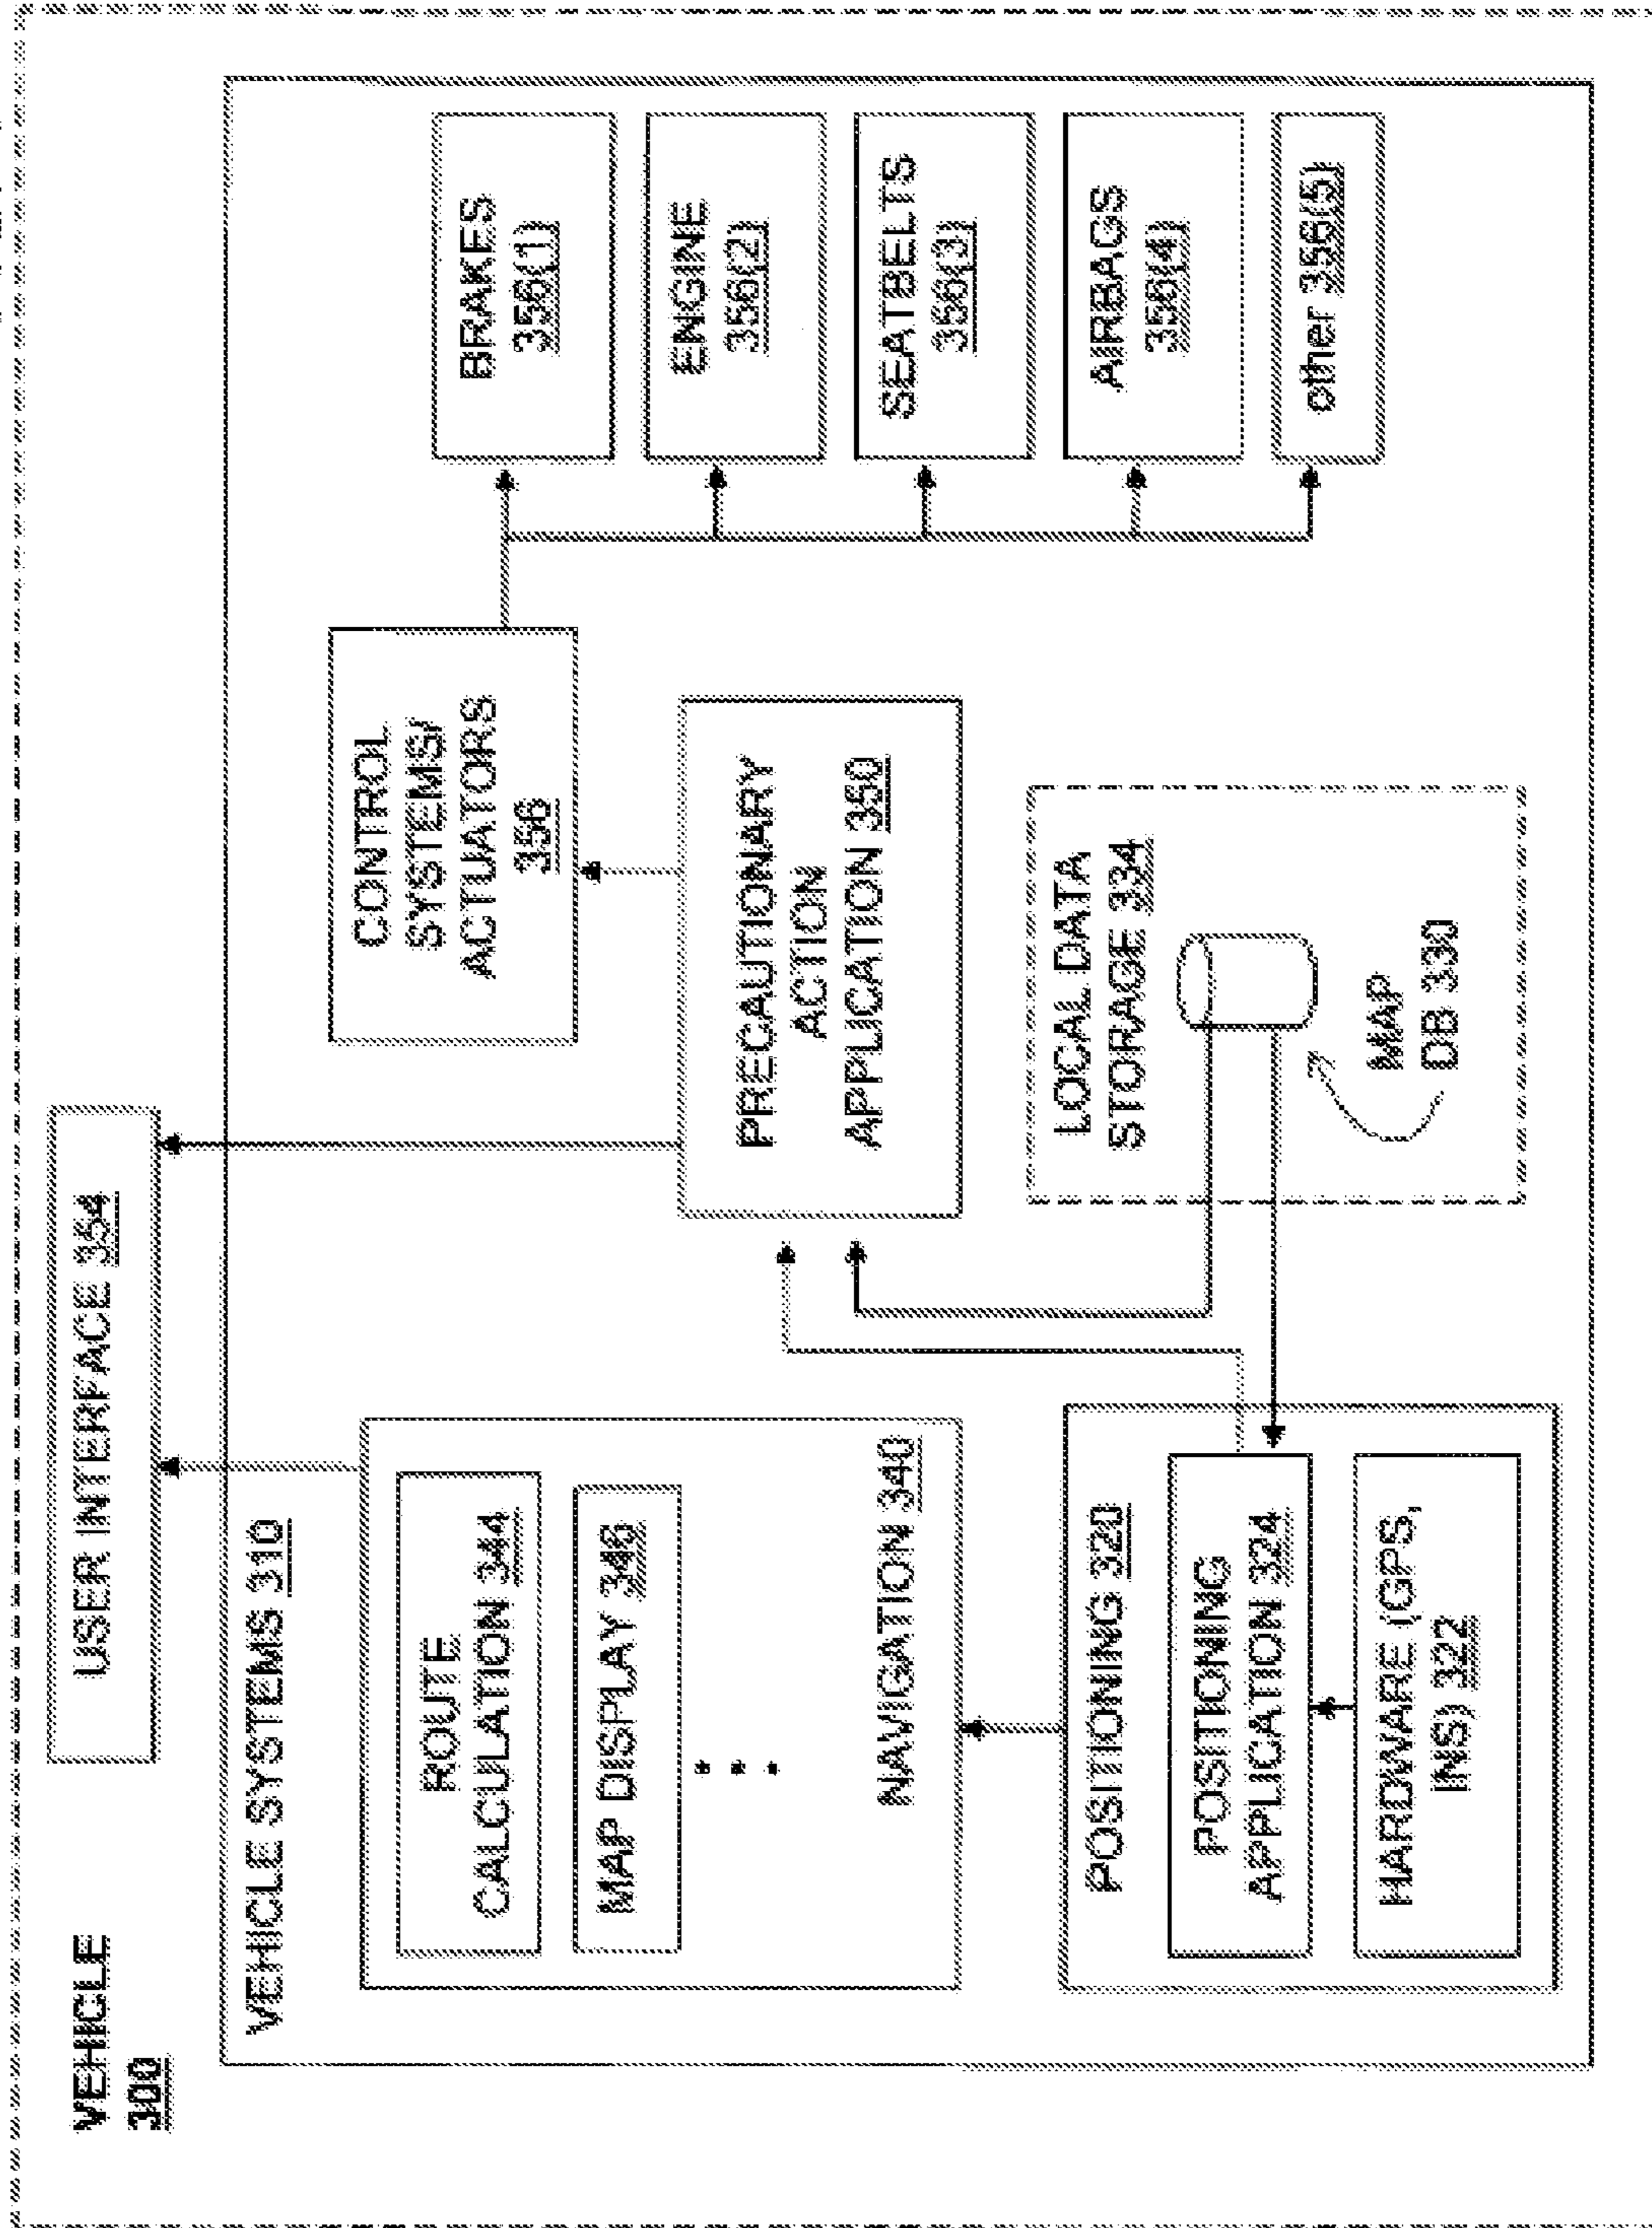 VEHICLE
300
USER INTERFACE 354
VEHICLE SYSTEMS 310
ROUTE
CALCULATION 344
MAP DISPLAY 346
NAVIGATION 340
POSITIONING 320
POSITIONING
APPLICATION 324
HARDWARE (GPS,
INS) 322
CONTROL
SYSTEMS/
ACTUATORS
356
PRECAUTIONARY
ACTION
APPLICATION 350
LOCAL DATA
STORAGE 334
MAP
DB 330
BRAKES
356(1)
ENGINE
356(2)
SEATBELTS
356(3)
AIRBAGS
356(4)
other 356(5)